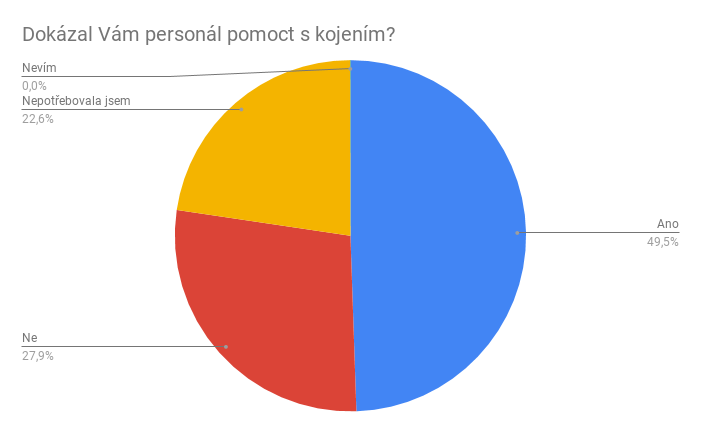 Dokázal Vám personál pomoct s kojením?
Nevím
0,0%
Nepotřebovala jsem
22,6%
Ano
49,5%
Ne
27,9%